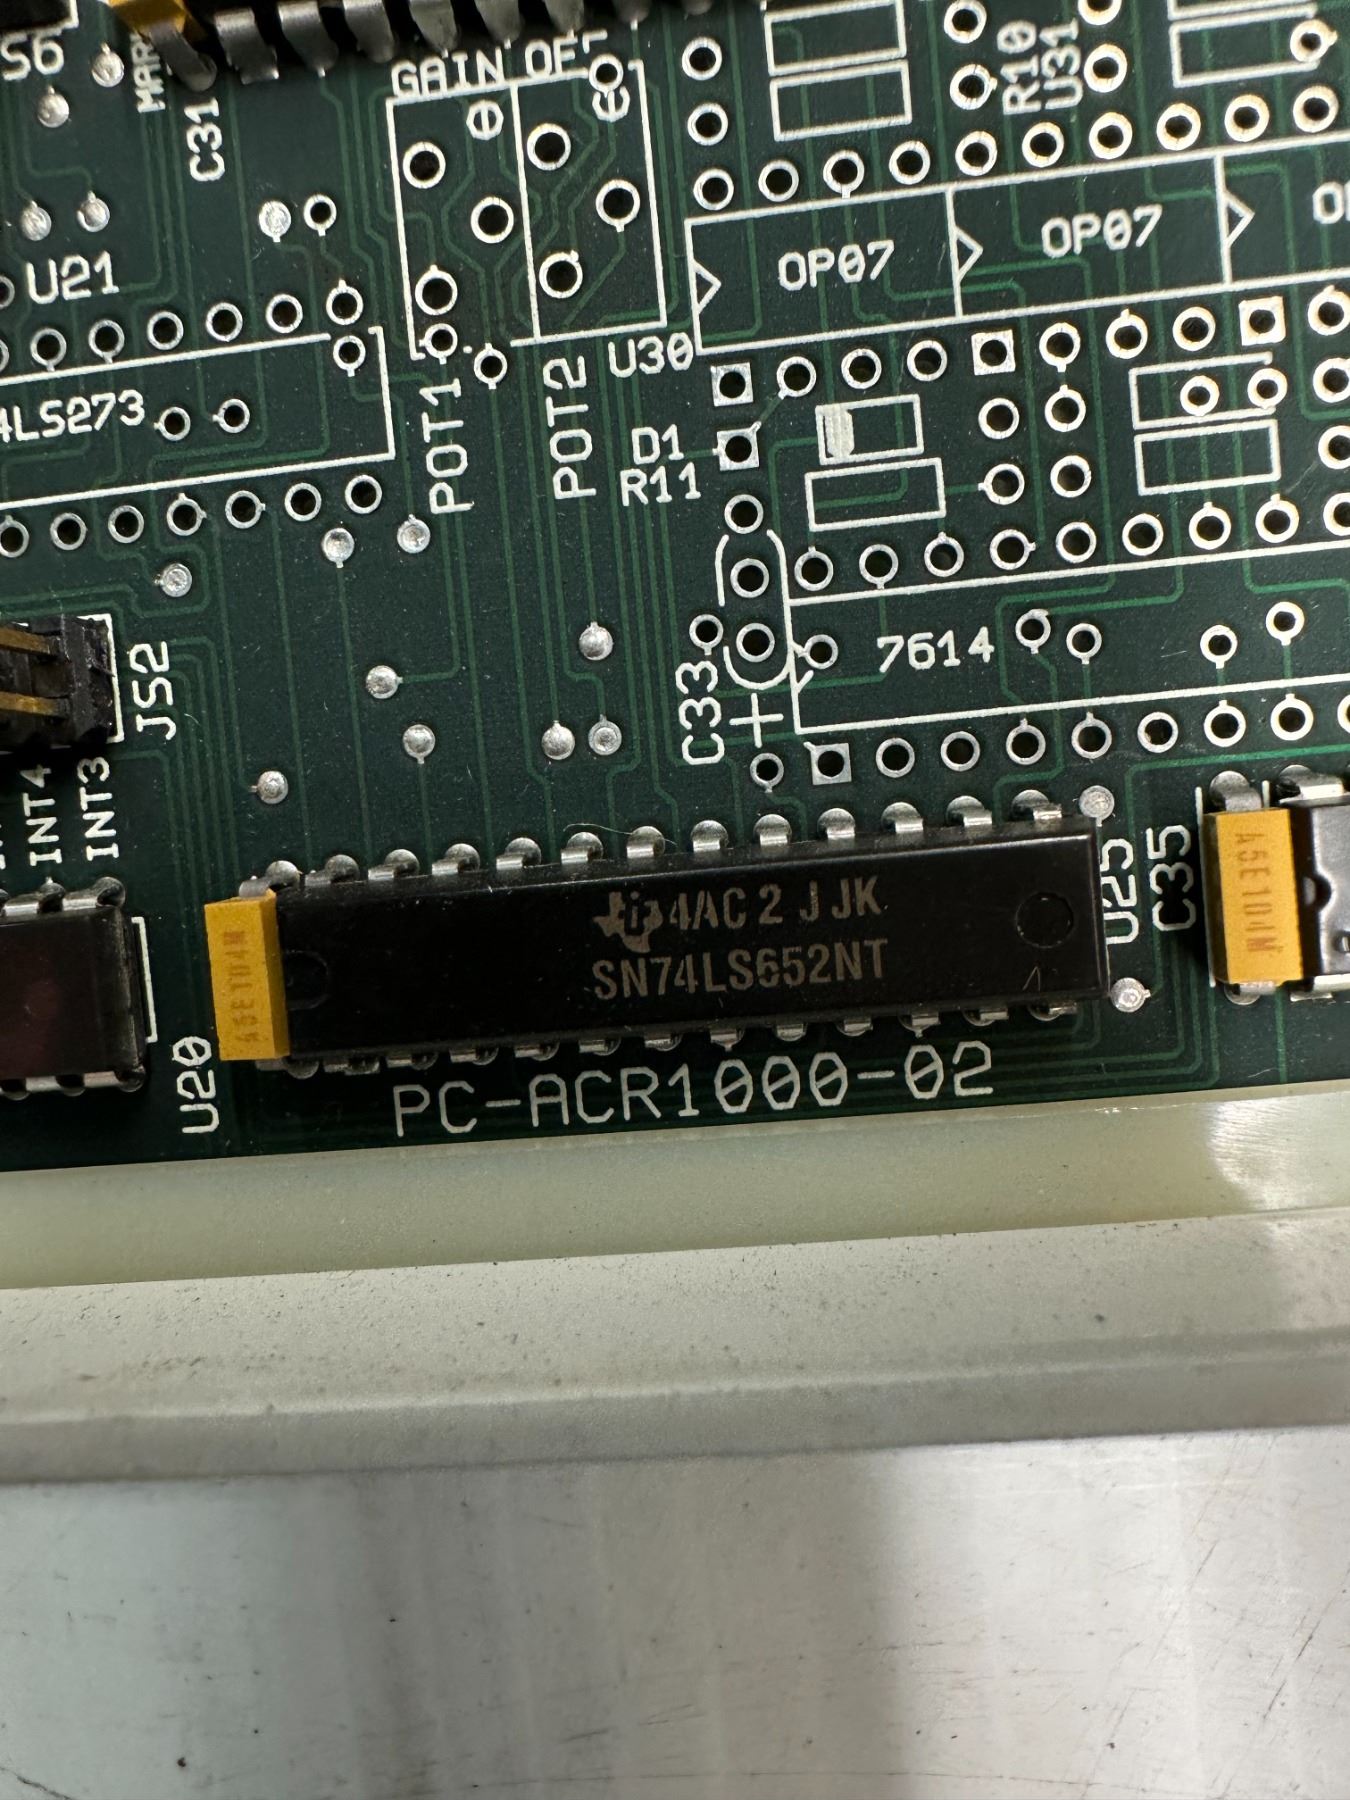 S6
C31
GAIN
R10
U31
U21
OP07
OP07
4LS273
POT1
POT2
U30
D1
R11
7614
C33
+
JS2
INT4
INT3
U25
C35
U20
4AC 2 J JK
SN74LS652NT
PC-ACR1000-02